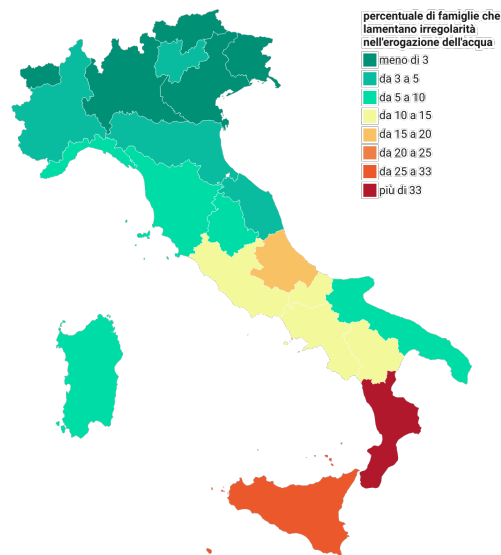 percentuale di famiglie che
lamentano irregolarità
nell'erogazione dell'acqua
meno di 3
da 3 a 5
da 5 a 10
da 10 a 15
da 15 a 20
da 20 a 25
da 25 a 33
più di 33